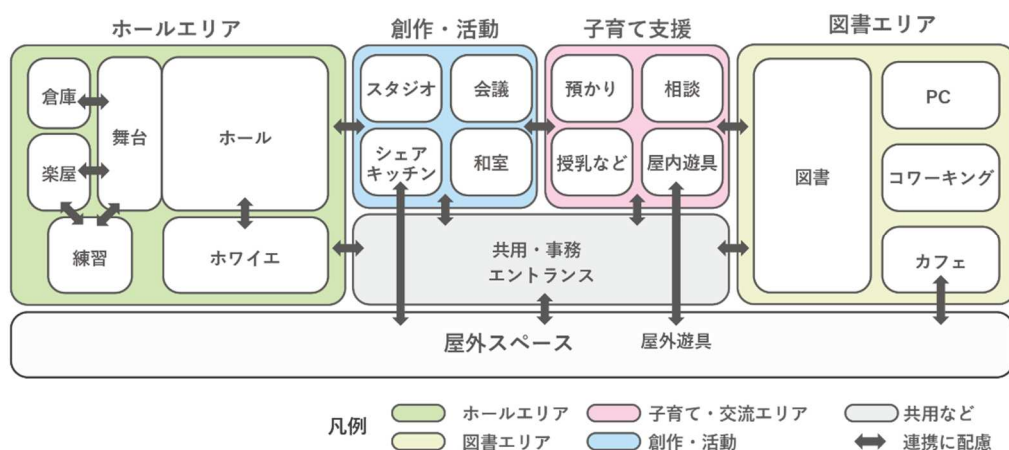 ホールエリア
創作・活動
子育て支援
図書エリア
倉庫
舞台
ホール
楽屋
練習
ホワイエ
スタジオ
会議
シェア
キッチン
和室
預かり
相談
授乳など
屋内遊具
共用・事務
エントランス
図書
PC
コワーキング
カフェ
屋外スペース
屋外遊具
凡例
ホールエリア
子育て・交流エリア
共用など
図書エリア
創作・活動
連携に配慮